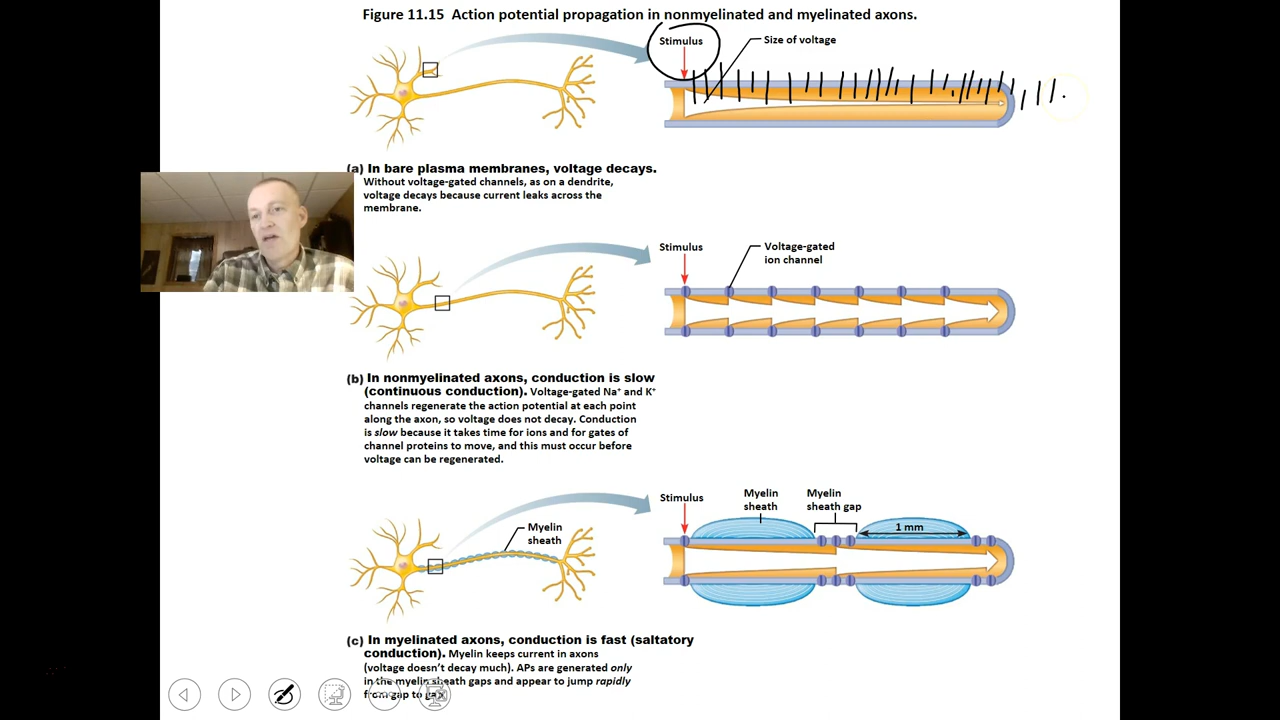 Figure 11.15 Action potential propagation in nonmyelinated and myelinated axons.
Stimulus
Size of voltage
(a) In bare plasma membranes, voltage decays.
Without voltage-gated channels, as on a dendrite,
voltage decays because current leaks across the
membrane.
Stimulus
Voltage-gated
ion channel
(b) In nonmyelinated axons, conduction is slow
(continuous conduction). Voltage-gated Na⁺ and K⁺
channels regenerate the action potential at each point
along the axon, so voltage does not decay. Conduction
is slow because it takes time for ions and for gates of
channel proteins to move, and this must occur before
voltage can be regenerated.
Stimulus
Myelin
sheath
Myelin
sheath gap
1 mm
Myelin
sheath
(c) In myelinated axons, conduction is fast (saltatory
conduction). Myelin keeps current in axons
(voltage doesn't decay much). APs are generated only
in the myelin sheath gaps and appear to jump rapidly
from gap to gap.